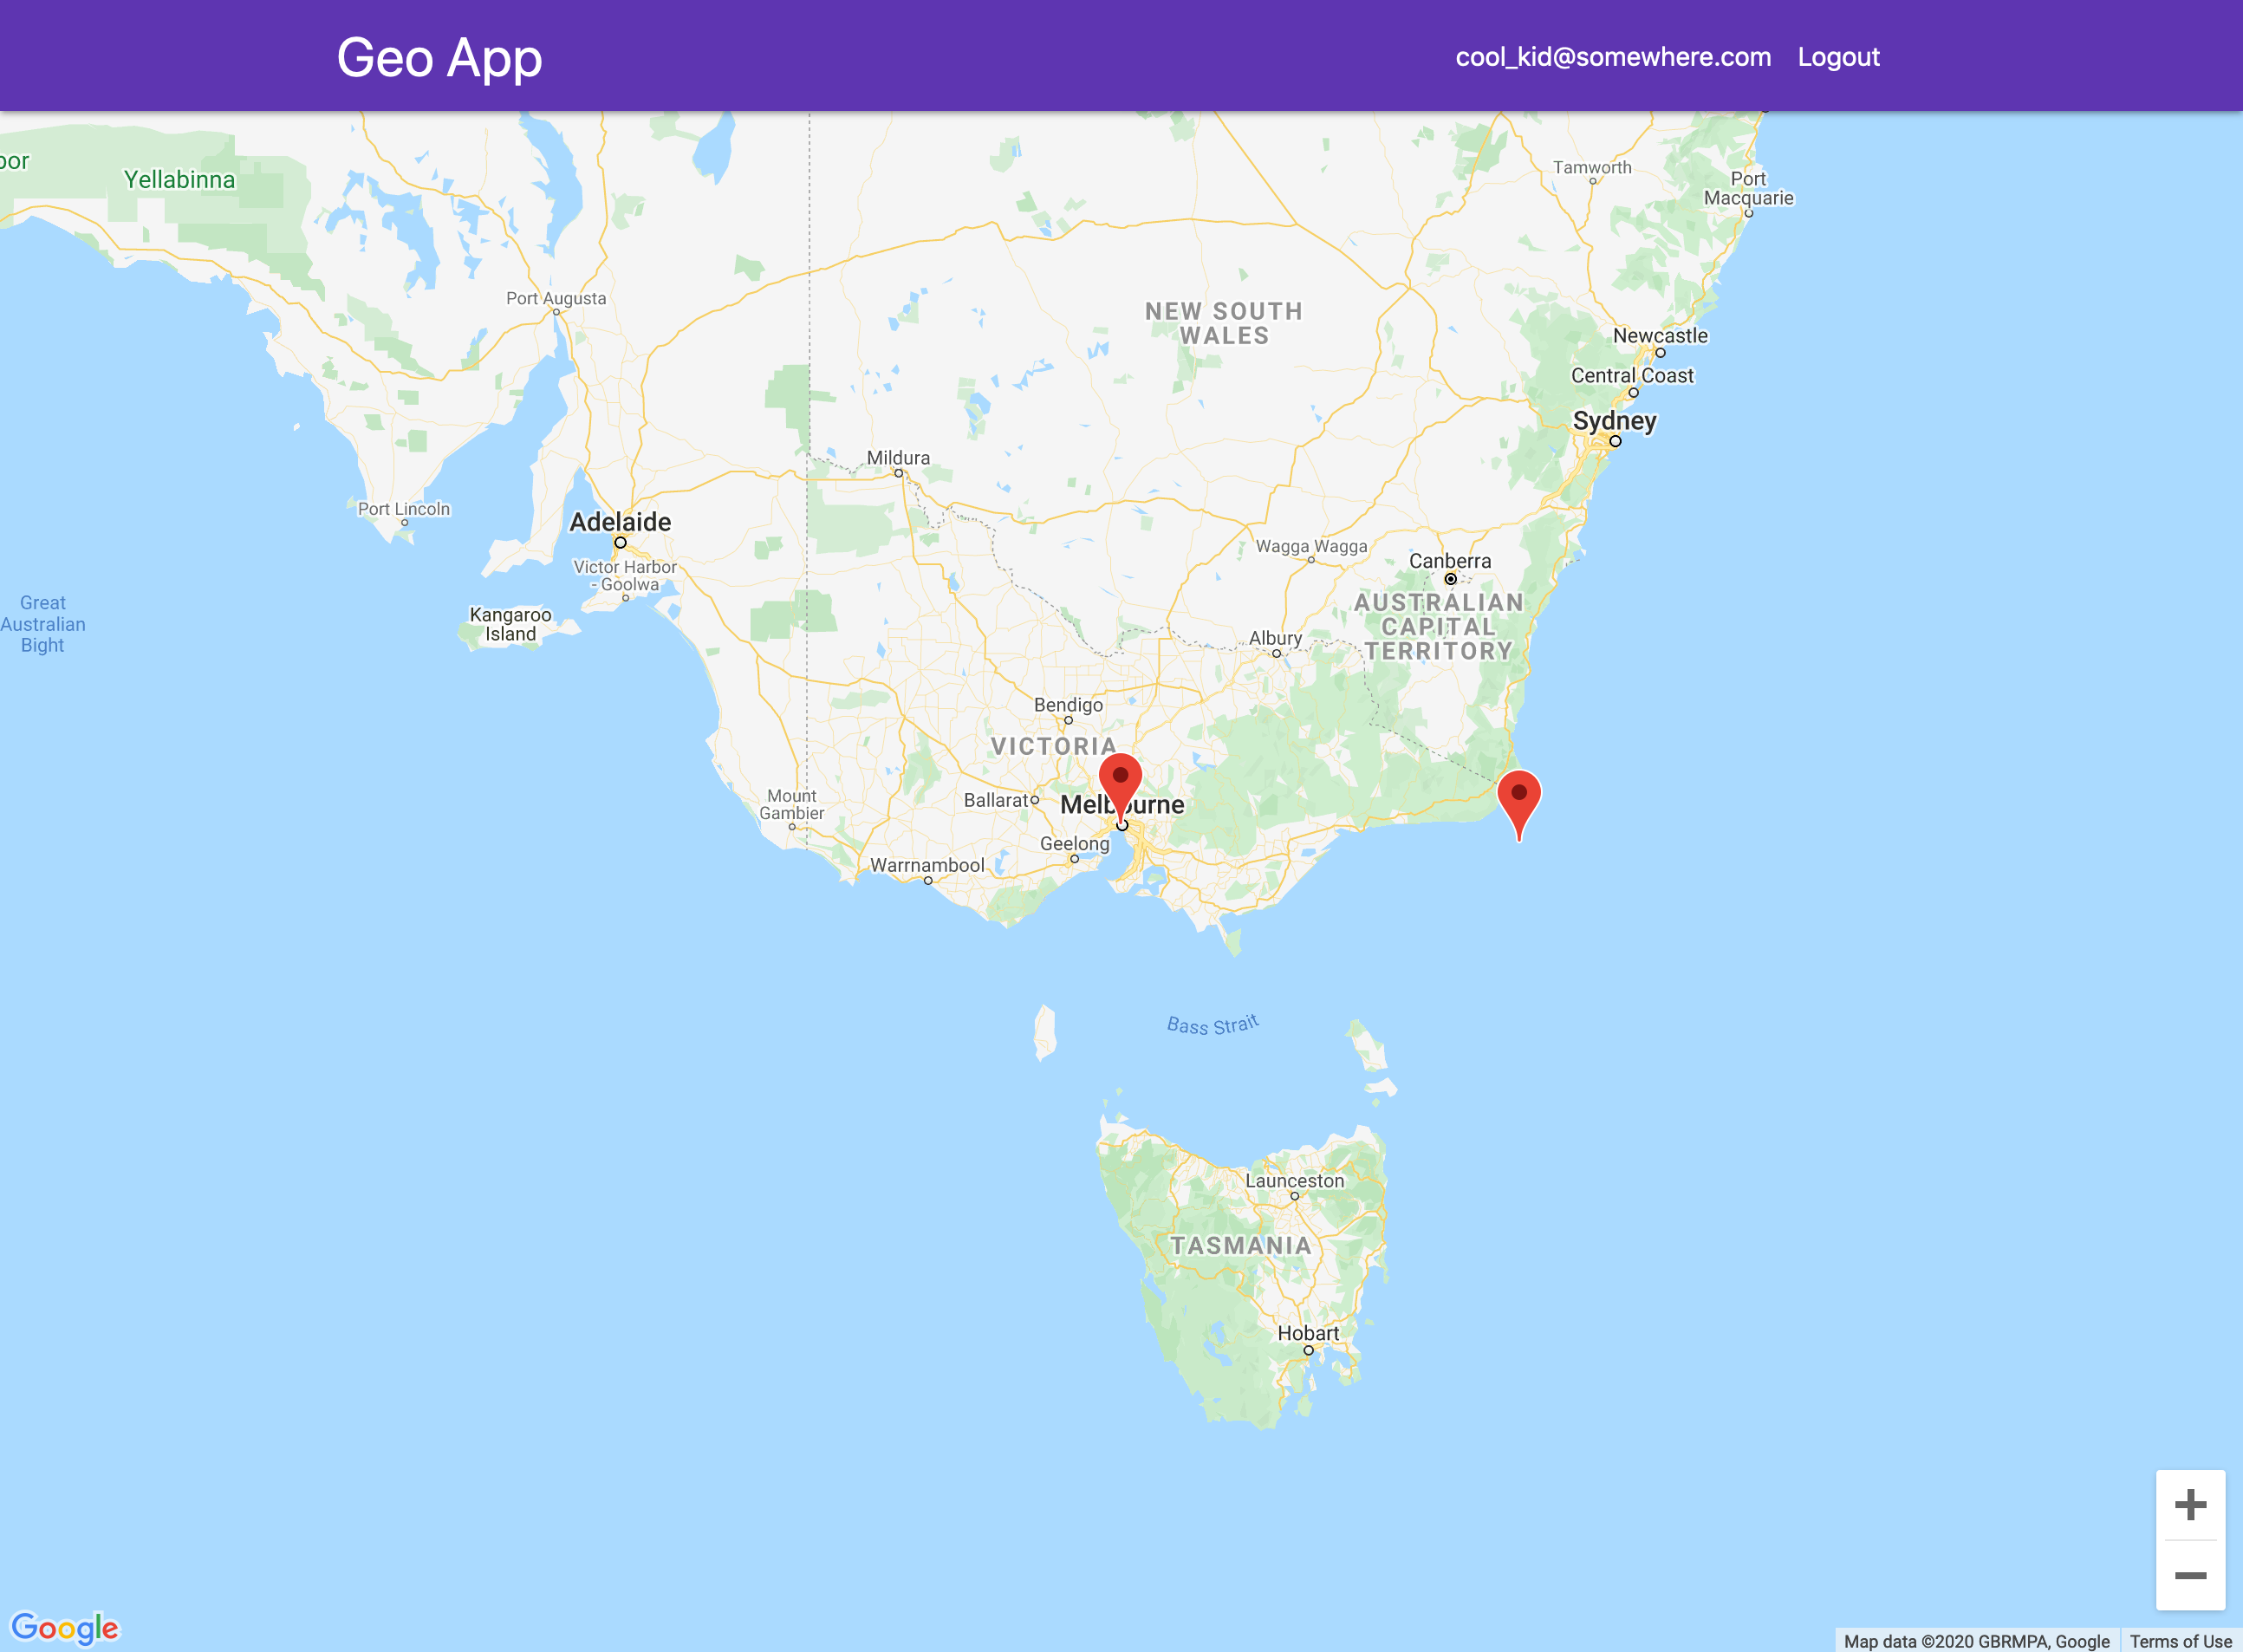 Geo App
cool_kid@somewhere.com Logout
Yellabinna
Tamworth
Port
Macquarie
Port Augusta
NEW SOUTH
WALES
Newcastle
Central Coast
Sydney
Mildura
Port Lincoln
Adelaide
Wagga Wagga
Canberra
Victor Harbor
- Goolwa
Great
Australian
Bight
Kangaroo
Island
AUSTRALIAN
CAPITAL
TERRITORY
Albury
Bendigo
VICTORIA
Mount
Gambier
Ballarat
Melbourne
Geelong
Warrnambool
Bass Strait
Launceston
TASMANIA
Hobart
Google
Map data ©2020 GBRMPA, Google
Terms of Use